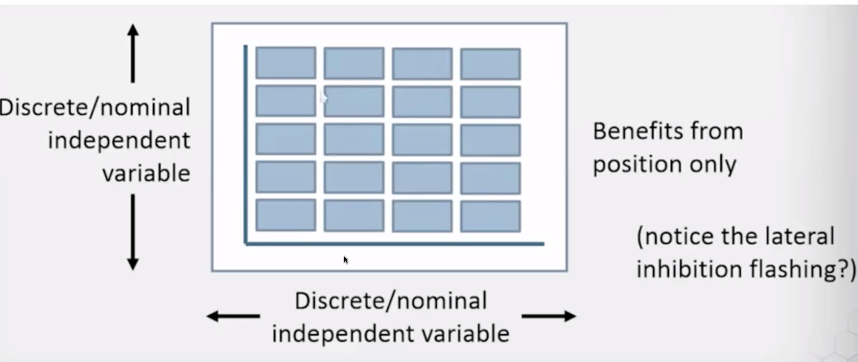 Discrete/nominal
independent
variable
Benefits from
position only
(notice the lateral
inhibition flashing?)
Discrete/nominal
independent variable